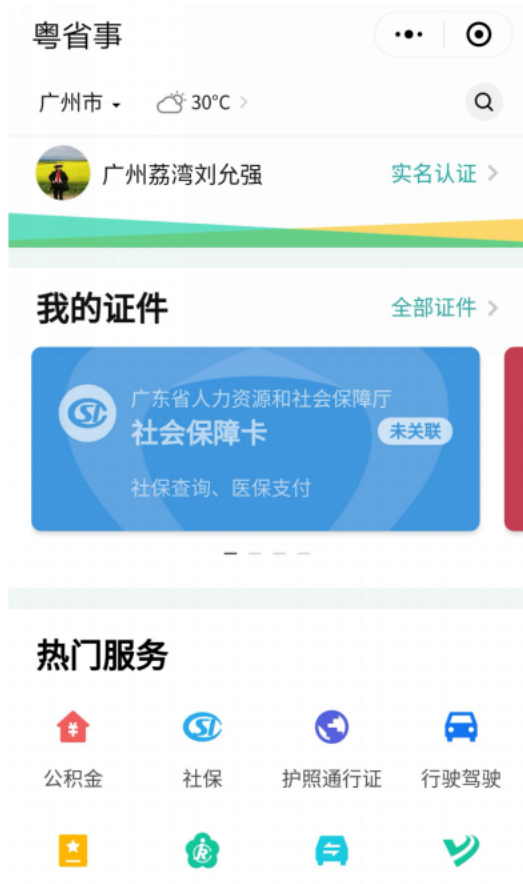 粤省事
广州市 30°C
广州荔湾刘允强 实名认证
我的证件 全部证件
广东省人力资源和社会保障厅
社会保障卡 未关联
社保查询、医保支付
热门服务
公积金 社保 护照通行证 行驶驾驶